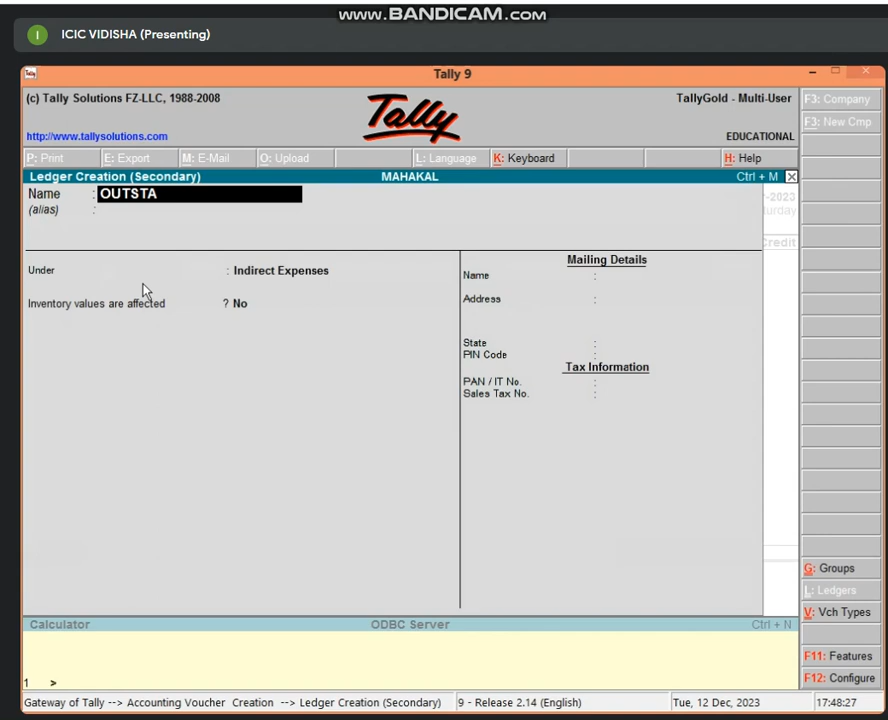 WWW.BANDICAM.COM
I ICIC VIDISHA (Presenting)
Tally Tally 9
(c) Tally Solutions FZ-LLC, 1988-2008 Tally TallyGold - Multi-User F3: Company
F3: New Cmp
http://www.tallysolutions.com EDUCATIONAL
P: Print E: Export M: E-Mail O: Upload L: Language K: Keyboard H: Help
Ledger Creation (Secondary) MAHAKAL Ctrl + M
Name : OUTSTA -2023
(alias) : turday
Credit
Mailing Details
Under : Indirect Expenses
Name :
Address :
Inventory values are affected ? No
State :
PIN Code :
Tax Information
PAN / IT No. :
Sales Tax No. :
G: Groups
L: Ledgers
V: Vch Types
Calculator ODBC Server Ctrl + N
F11: Features
1 > F12: Configure
Gateway of Tally --> Accounting Voucher Creation --> Ledger Creation (Secondary) 9 - Release 2.14 (English) Tue, 12 Dec, 2023 17:48:27